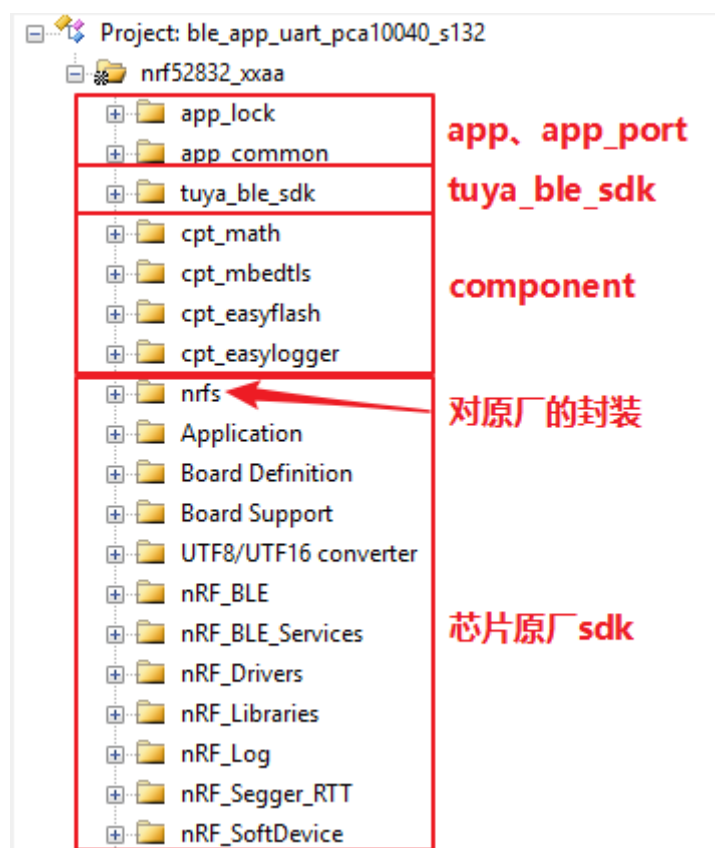 Project: ble_app_uart_pca10040_s132
nrf52832_xxaa
app_lock
app_common
app、app_port
tuya_ble_sdk
tuya_ble_sdk
cpt_math
cpt_mbedtls
cpt_easyflash
cpt_easylogger
component
nrfs
对原厂的封装
Application
Board Definition
Board Support
UTF8/UTF16 converter
nRF_BLE
nRF_BLE_Services
nRF_Drivers
nRF_Libraries
nRF_Log
nRF_Segger_RTT
nRF_SoftDevice
芯片原厂sdk